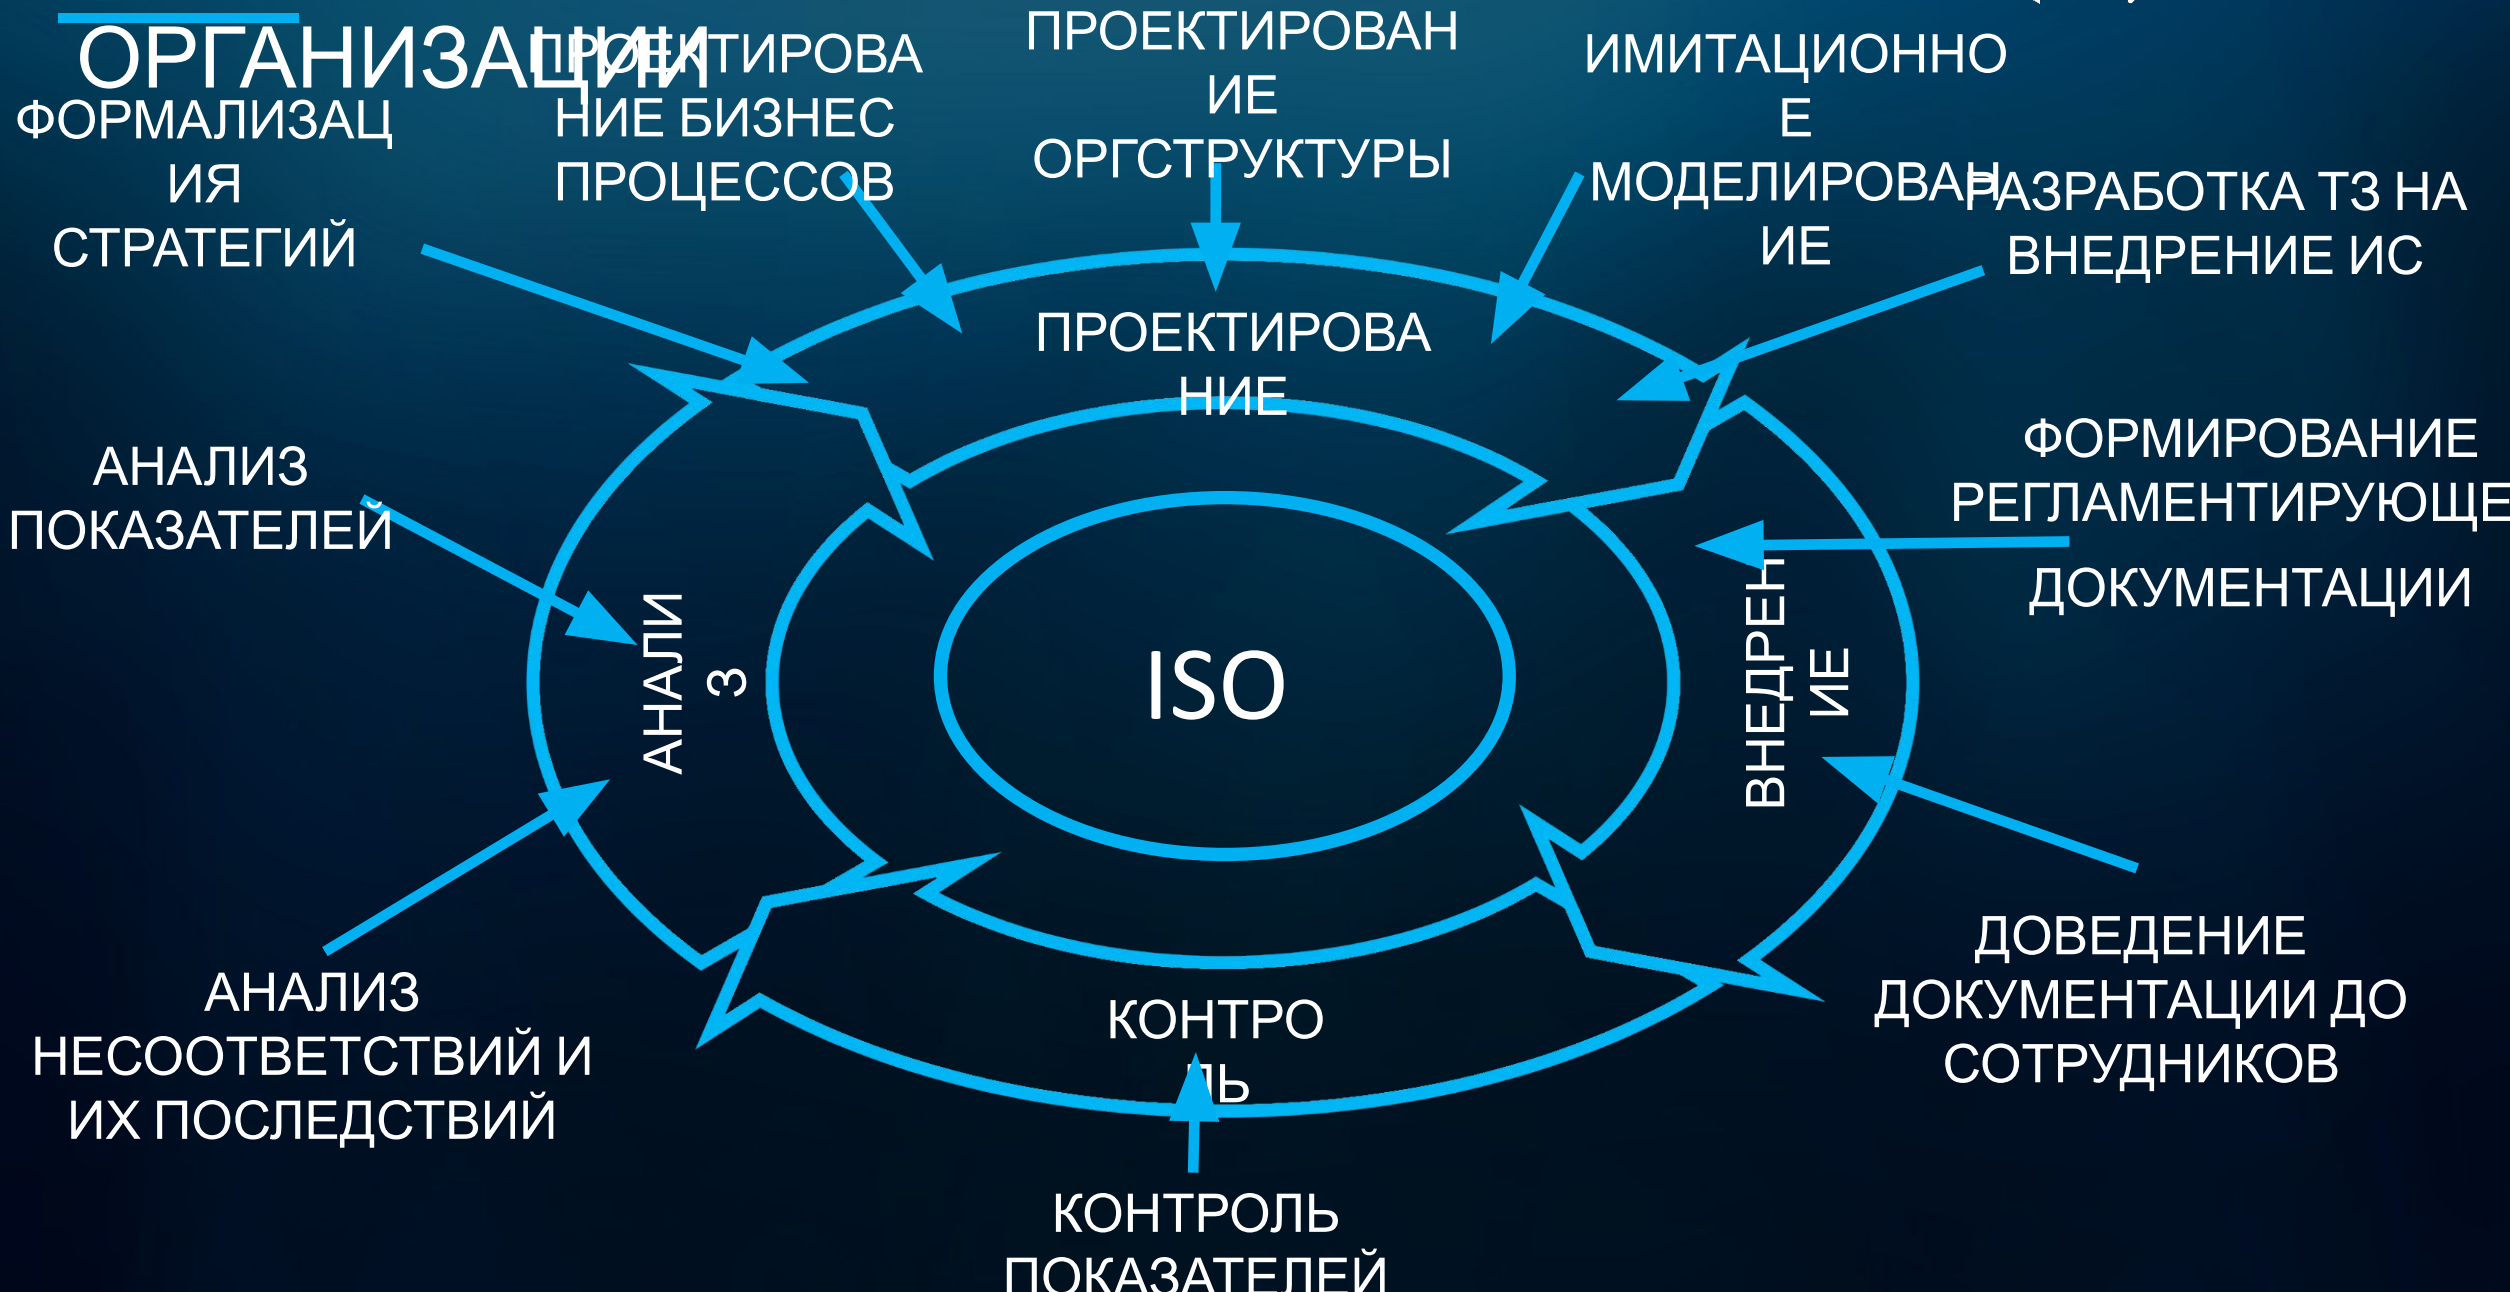 ОРГАНИЗАЦИИ
ФОРМАЛИЗАЦ
ИЯ
СТРАТЕГИЙ
ПРОЕКТИРОВА
НИЕ БИЗНЕС
ПРОЦЕССОВ
ПРОЕКТИРОВАН
ИЕ
ОРГСТРУКТУРЫ
ИМИТАЦИОННО
Е
МОДЕЛИРОВАН
ИЕ
РАЗРАБОТКА ТЗ НА
ВНЕДРЕНИЕ ИС
ПРОЕКТИРОВА
НИЕ
АНАЛИЗ
ПОКАЗАТЕЛЕЙ
ФОРМИРОВАНИЕ
РЕГЛАМЕНТИРУЮЩЕ
ДОКУМЕНТАЦИИ
АНАЛИ
З
ISO
ВНЕДРЕН
ИЕ
АНАЛИЗ
НЕСООТВЕТСТВИЙ И
ИХ ПОСЛЕДСТВИЙ
КОНТРО
ЛЬ
ДОВЕДЕНИЕ
ДОКУМЕНТАЦИИ ДО
СОТРУДНИКОВ
КОНТРОЛЬ
ПОКАЗАТЕЛЕЙ